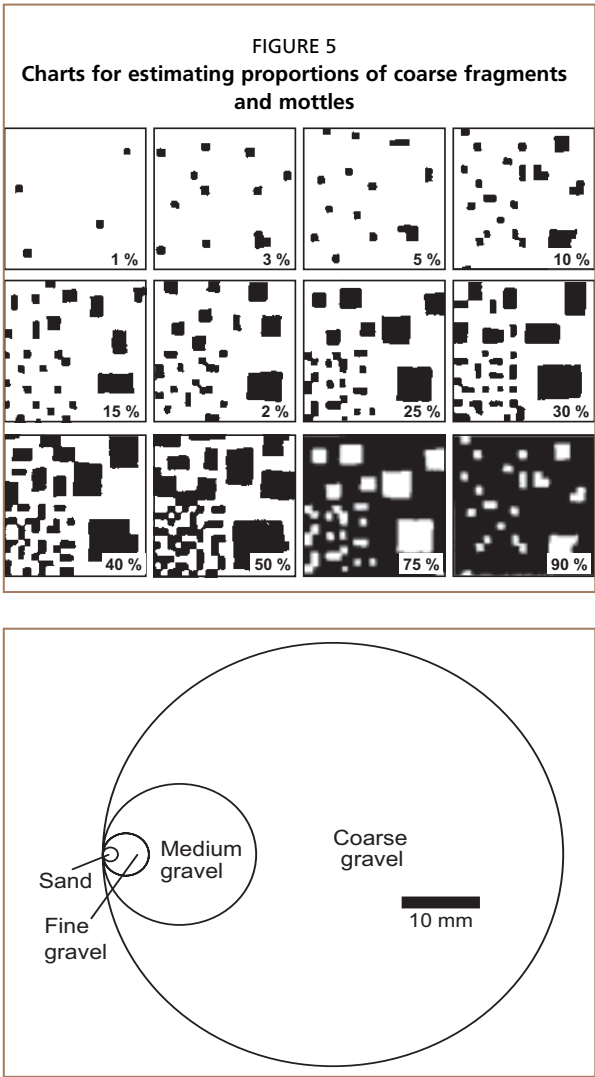 FIGURE 5
Charts for estimating proportions of coarse fragments
and mottles
1 %
3 %
5 %
10 %
15 %
2 %
25 %
30 %
40 %
50 %
75 %
90 %
Coarse
gravel
Medium
gravel
Sand
Fine
gravel
10 mm